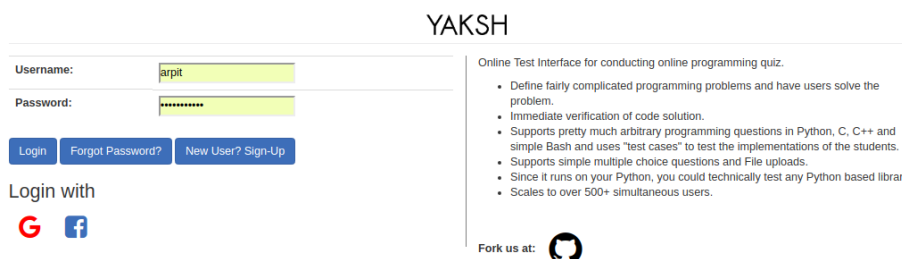 YAKSH
Username:
arpit
Password:
•••••••••••
Login
Forgot Password?
New User? Sign-Up
Login with
Online Test Interface for conducting online programming quiz.
• Define fairly complicated programming problems and have users solve the
problem.
• Immediate verification of code solution.
• Supports pretty much arbitrary programming questions in Python, C, C++ and
simple Bash and uses "test cases" to test the implementations of the students.
• Supports simple multiple choice questions and File uploads.
• Since it runs on your Python, you could technically test any Python based
• Scales to over 500+ simultaneous users.
Fork us at: